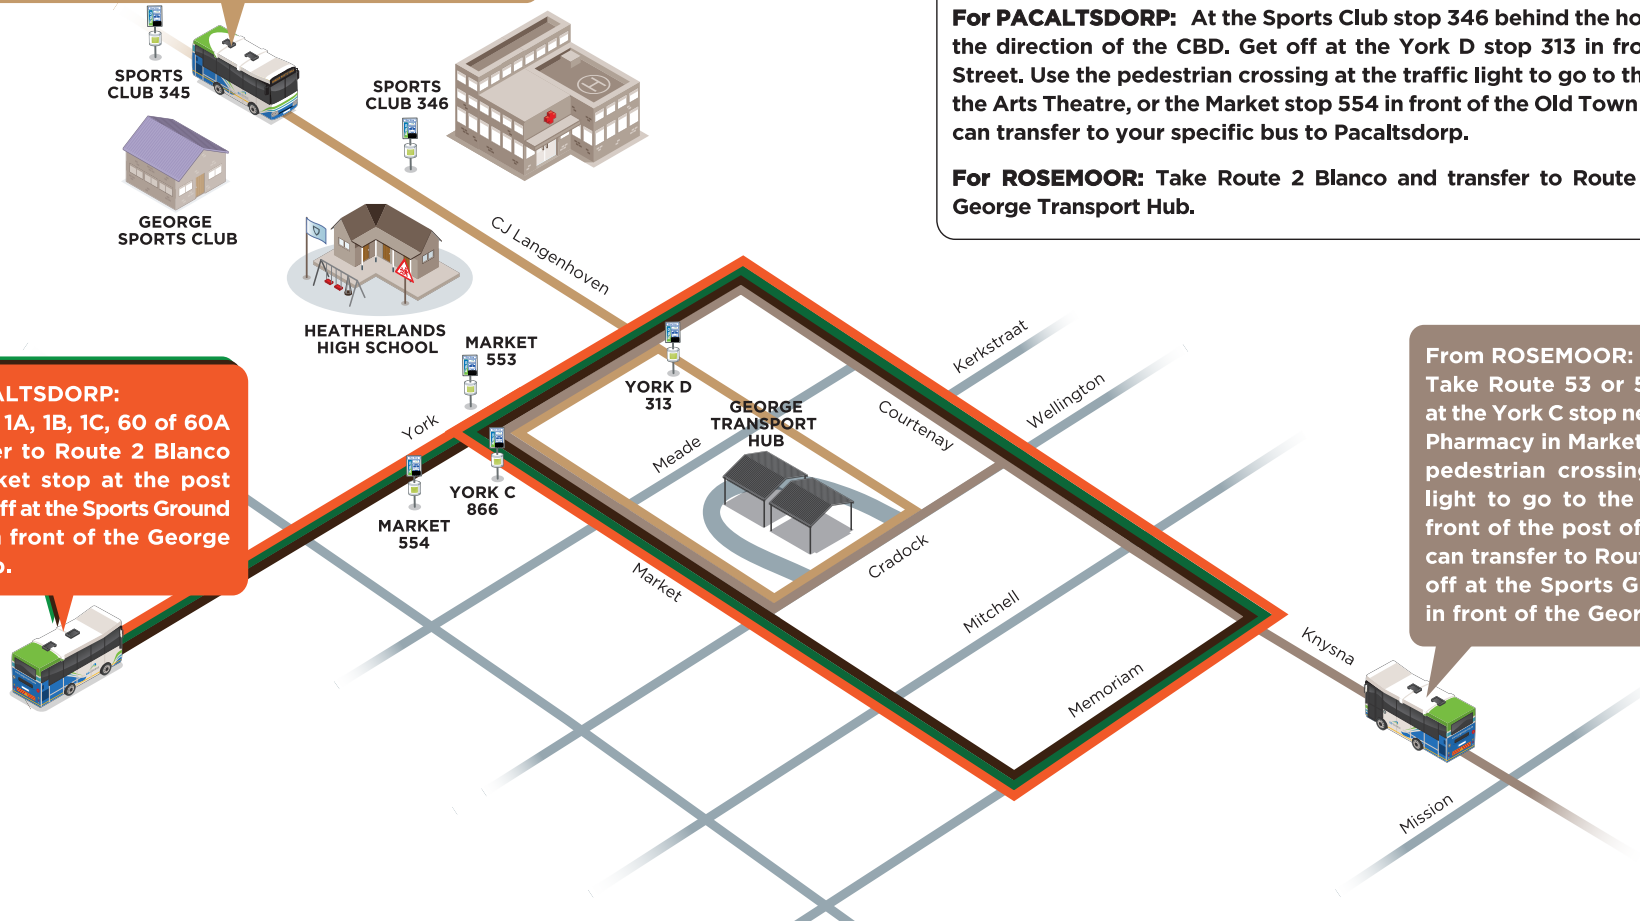 For PACALTSDORP: At the Sports Club stop 346 behind the
the direction of the CBD. Get off at the York D stop 313 in
Street. Use the pedestrian crossing at the traffic light to go to
the Arts Theatre, or the Market stop 554 in front of the Old Town
can transfer to your specific bus to Pacaltsdorp.
For ROSEMOOR: Take Route 2 Blanco and transfer to Route
George Transport Hub.
SPORTS
CLUB 345
SPORTS
CLUB 346
GEORGE
SPORTS CLUB
CJ Langenhoven
HEATHERLANDS
HIGH SCHOOL
MARKET
553
YORK D
313
GEORGE
TRANSPORT
HUB
Kerkstraat
Wellington
Courtenay
York
Meade
YORK C
866
MARKET
554
Market
Cradock
Mitchell
Memoriam
Knysna
Mission
ALTSDORP:
1A, 1B, 1C, 60 of 60A
er to Route 2 Blanco
ket stop at the post
ff at the Sports Ground
front of the George
From ROSEMOOR:
Take Route 53 or
at the York C stop
Pharmacy in Market
pedestrian crossing
light to go to the
front of the post
can transfer to
off at the Sports
in front of the